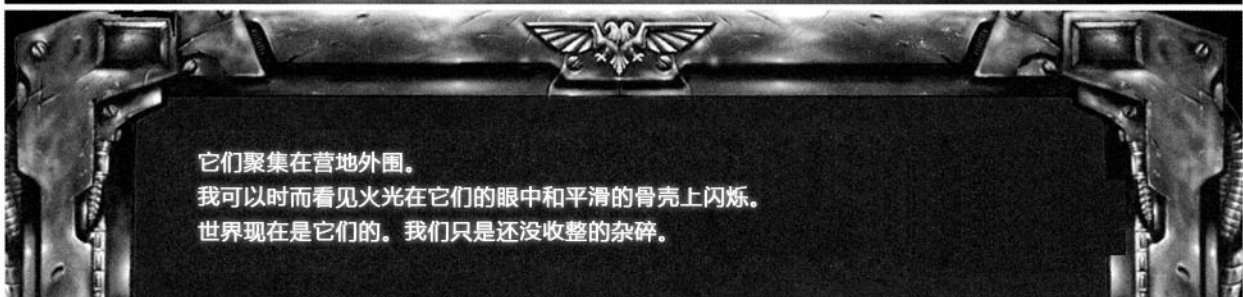 它们聚集在营地外围。
我可以时而看见火光在它们的眼中和平滑的骨壳上闪烁。
世界现在是它们的。我们只是还没收整的杂碎。